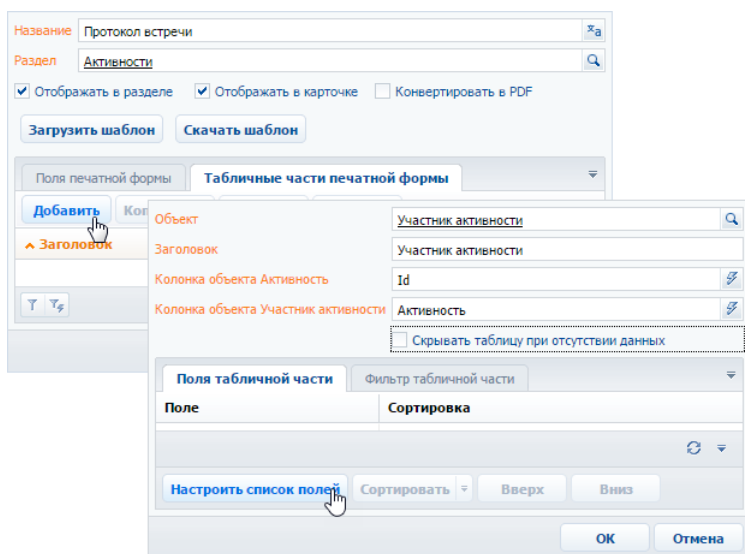 Название Протокол встречи
Раздел Активности
Отображать в разделе Отображать в карточке Конвертировать в PDF
Загрузить шаблон Скачать шаблон
Поля печатной формы Табличные части печатной формы
Добавить Коп
Заголовок
Объект Участник активности
Заголовок Участник активности
Колонка объекта Активность Id
Колонка объекта Участник активности Активность
Скрывать таблицу при отсутствии данных
Поля табличной части Фильтр табличной части
Поле Сортировка
Настроить список полей Сортировать Вверх Вниз
ОК Отмена